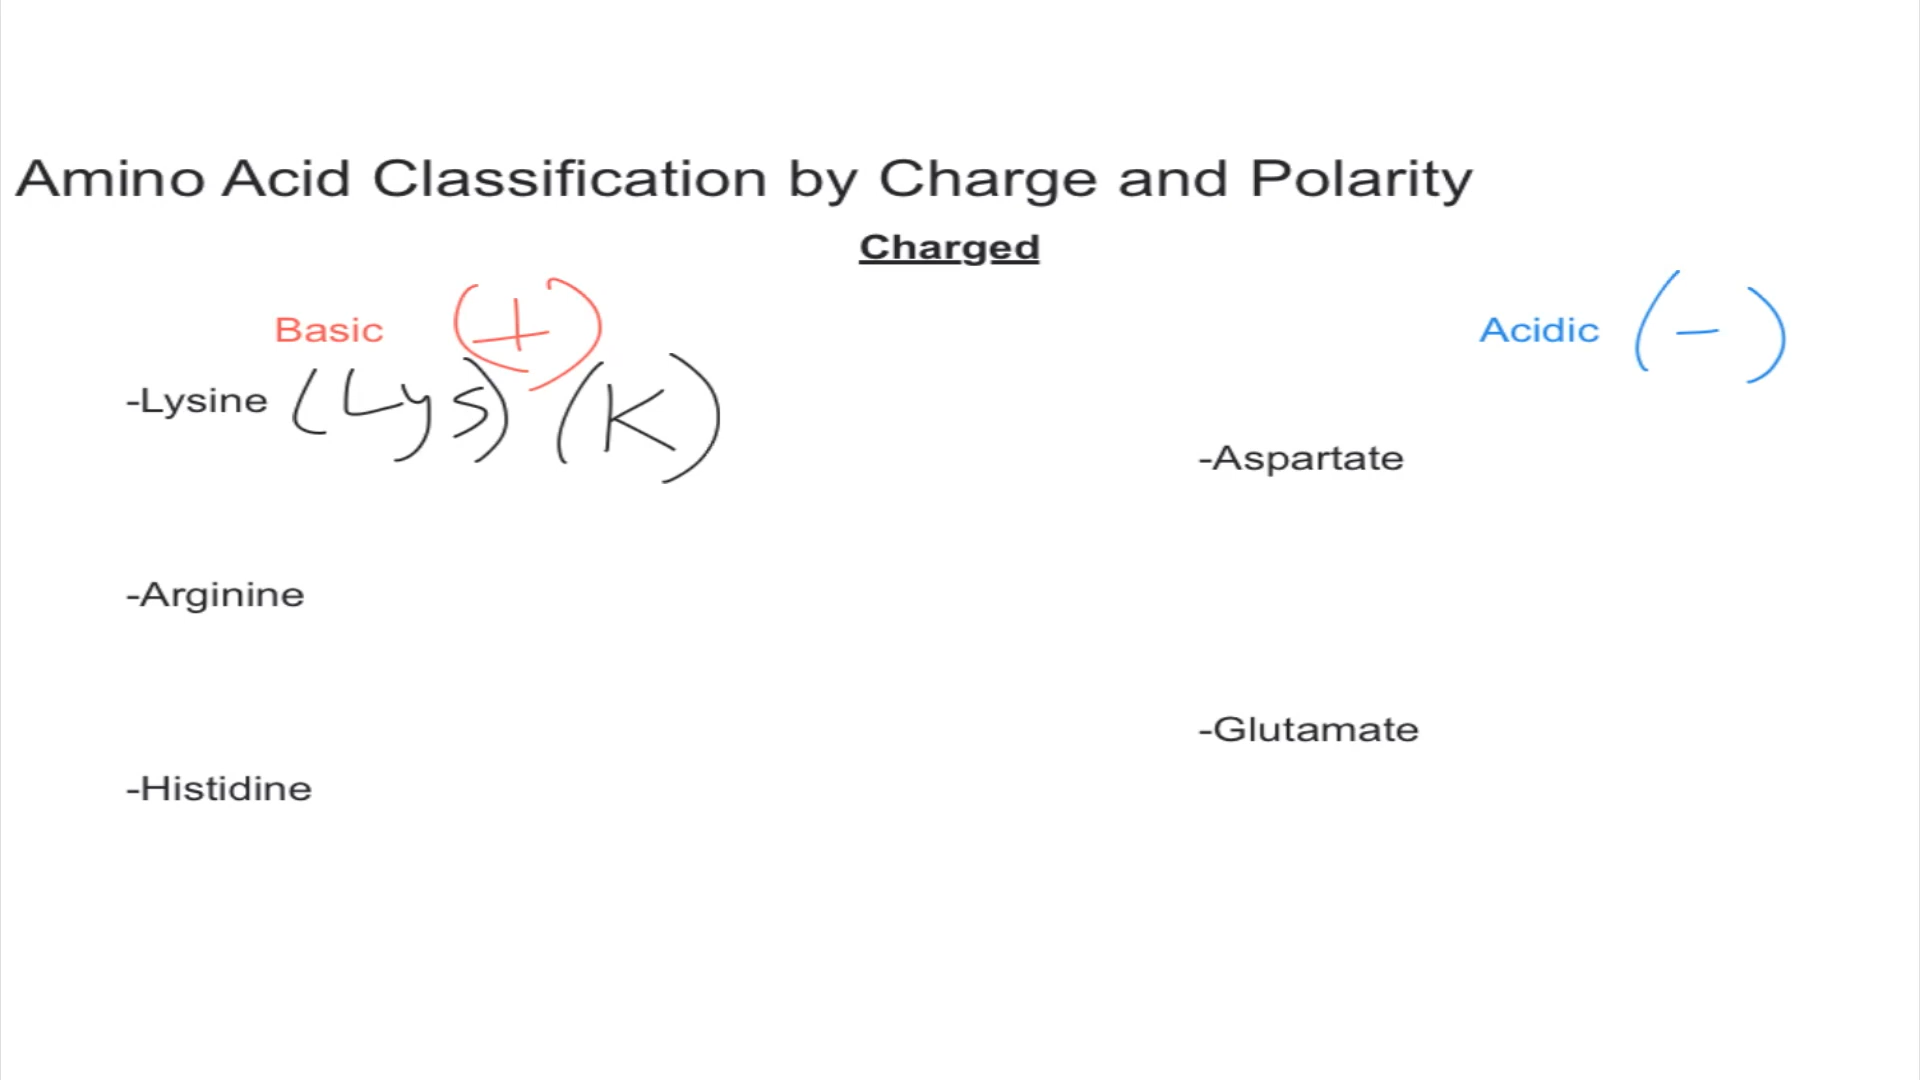 Amino Acid Classification by Charge and Polarity
Charged
Basic (+)
-Lysine (Lys) (K)
-Arginine
-Histidine
Acidic (-)
-Aspartate
-Glutamate